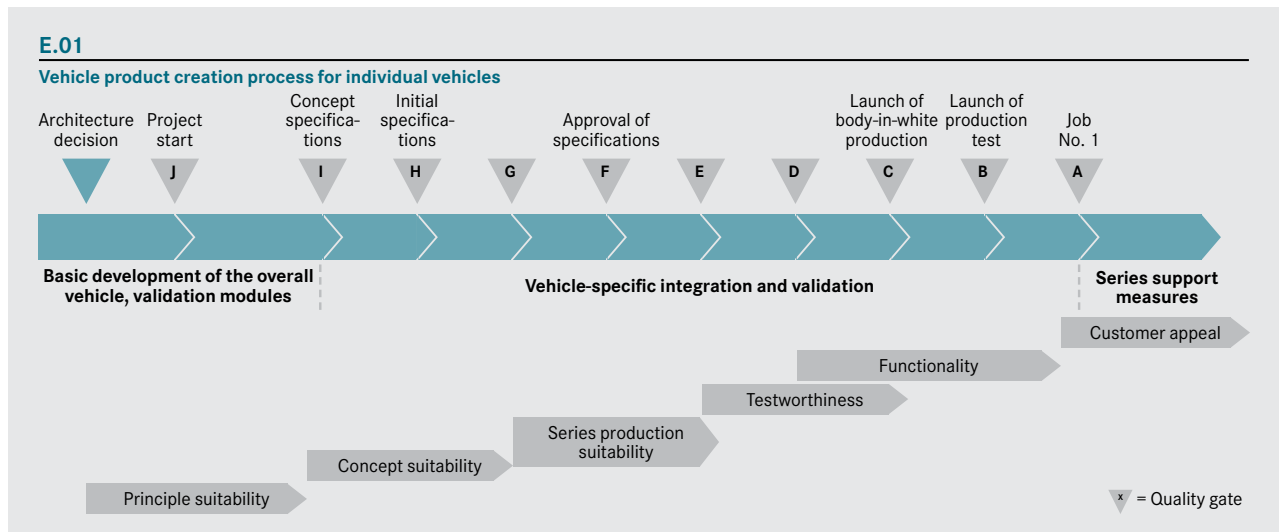 E.01
Vehicle product creation process for individual vehicles
Architecture
decision
Project
start
Concept
specifica-
tions
Initial
specifica-
tions
Approval of
specifications
Launch of
body-in-white
production
Launch of
production
test
Job
No. 1
J
I
H
G
F
E
D
C
B
A
Basic development of the overall
vehicle, validation modules
Vehicle-specific integration and validation
Series support
measures
Customer appeal
Functionality
Testworthiness
Series production
suitability
Concept suitability
Principle suitability
x = Quality gate